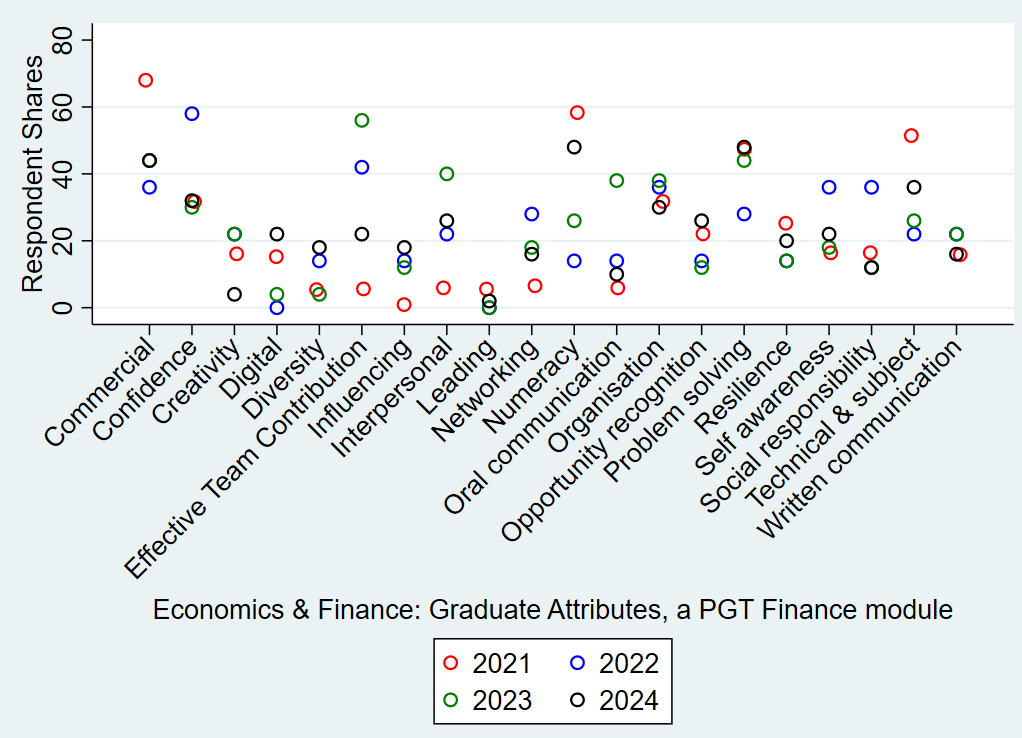 Respondent Shares
80
60
40
20
0
Commercial
Confidence
Creativity
Digital
Diversity
Effective Team Contribution
Influencing
Interpersonal
Leading
Networking
Numeracy
Oral communication
Organisation
Opportunity recognition
Problem solving
Resilience
Self awareness
Social responsibility
Technical & subject
Written communication
Economics & Finance: Graduate Attributes, a PGT Finance module
2021 2022
2023 2024